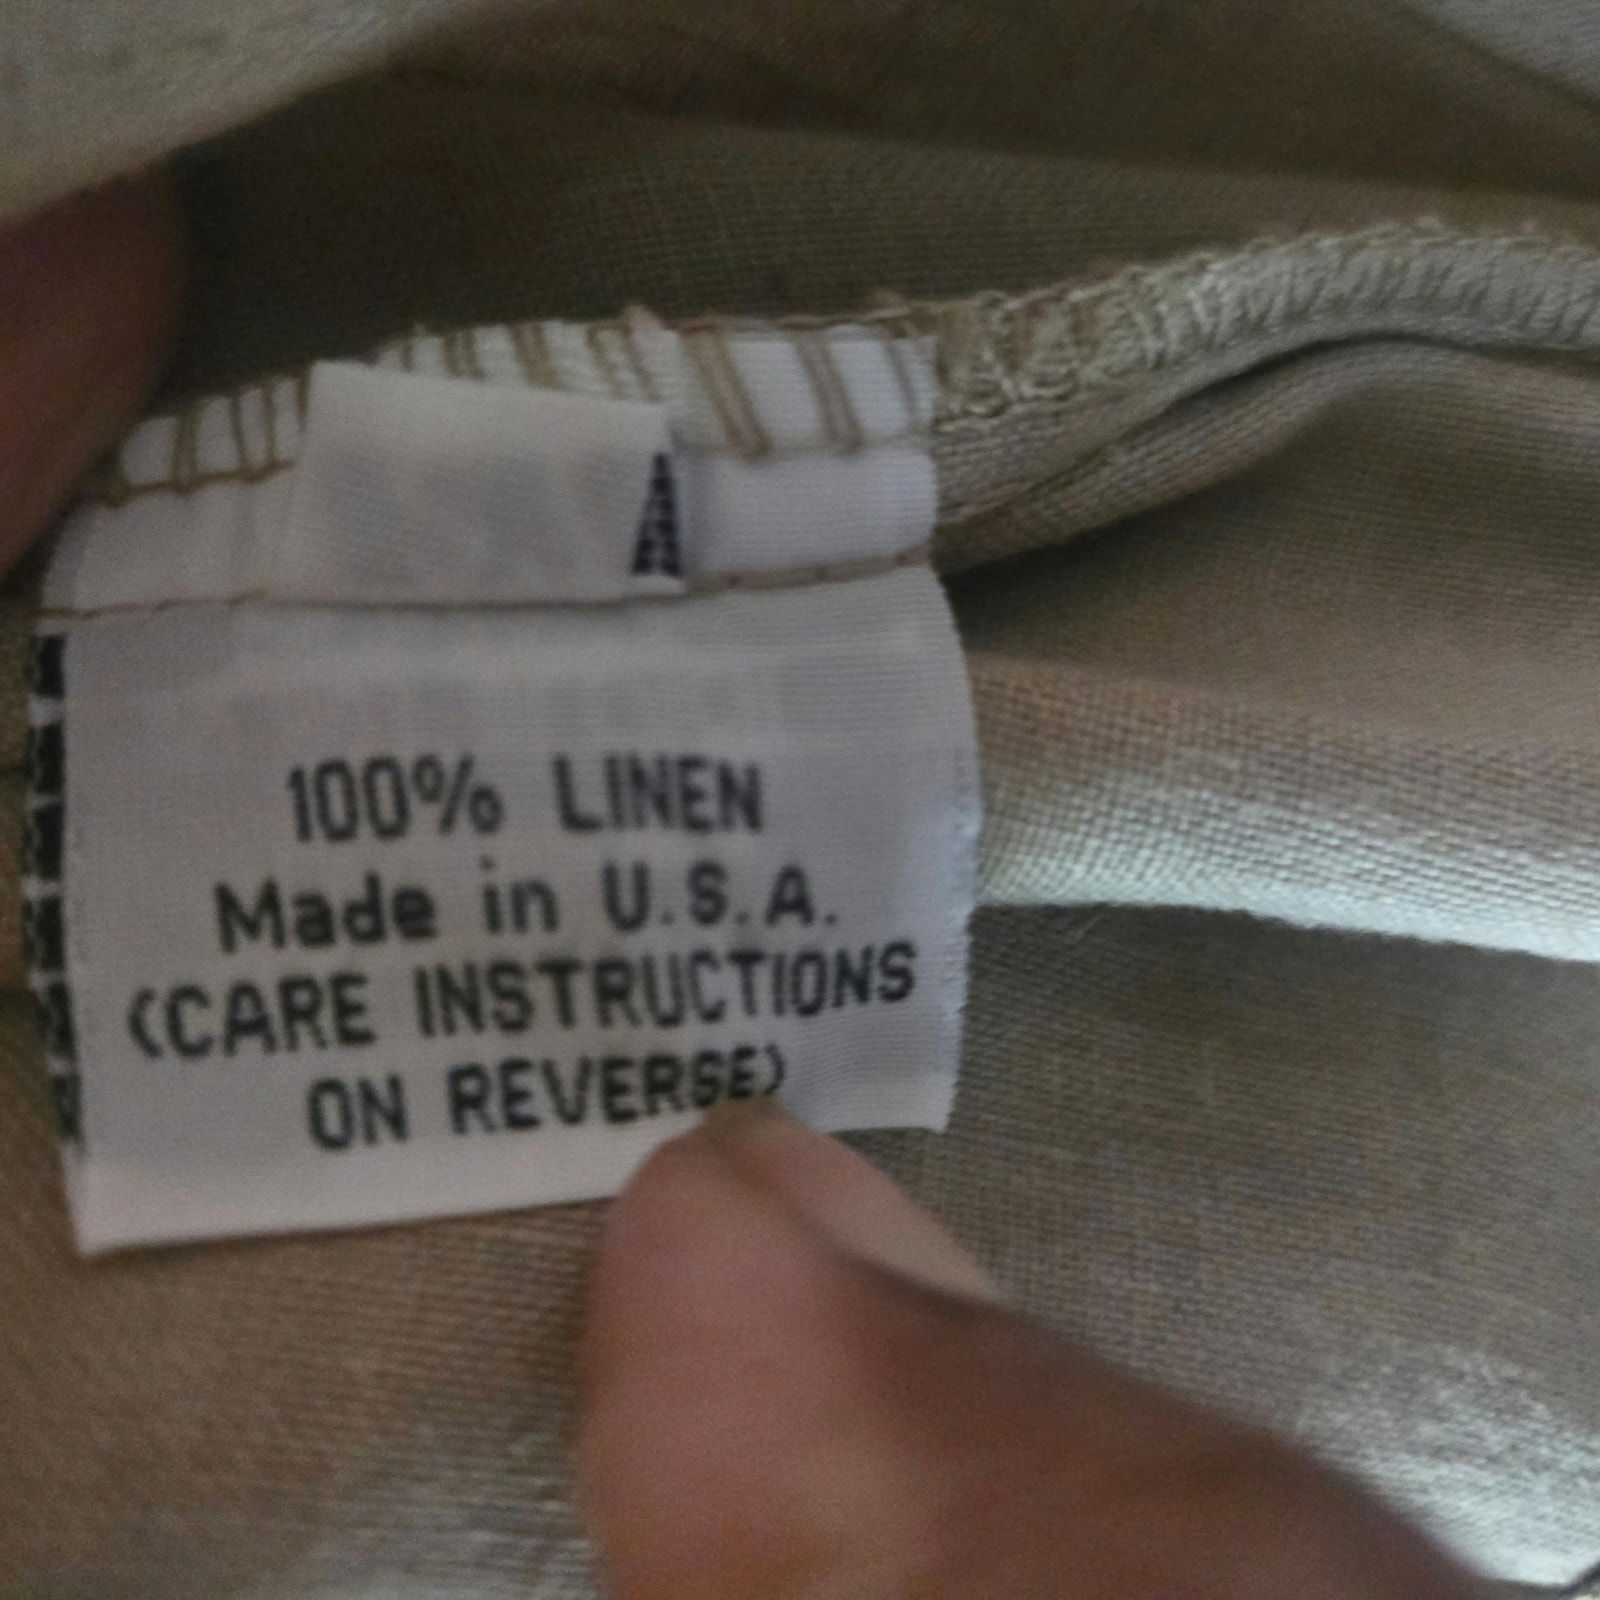 100% LINEN
Made in U.S.A.
(CARE INSTRUCTIONS
ON REVERSE)